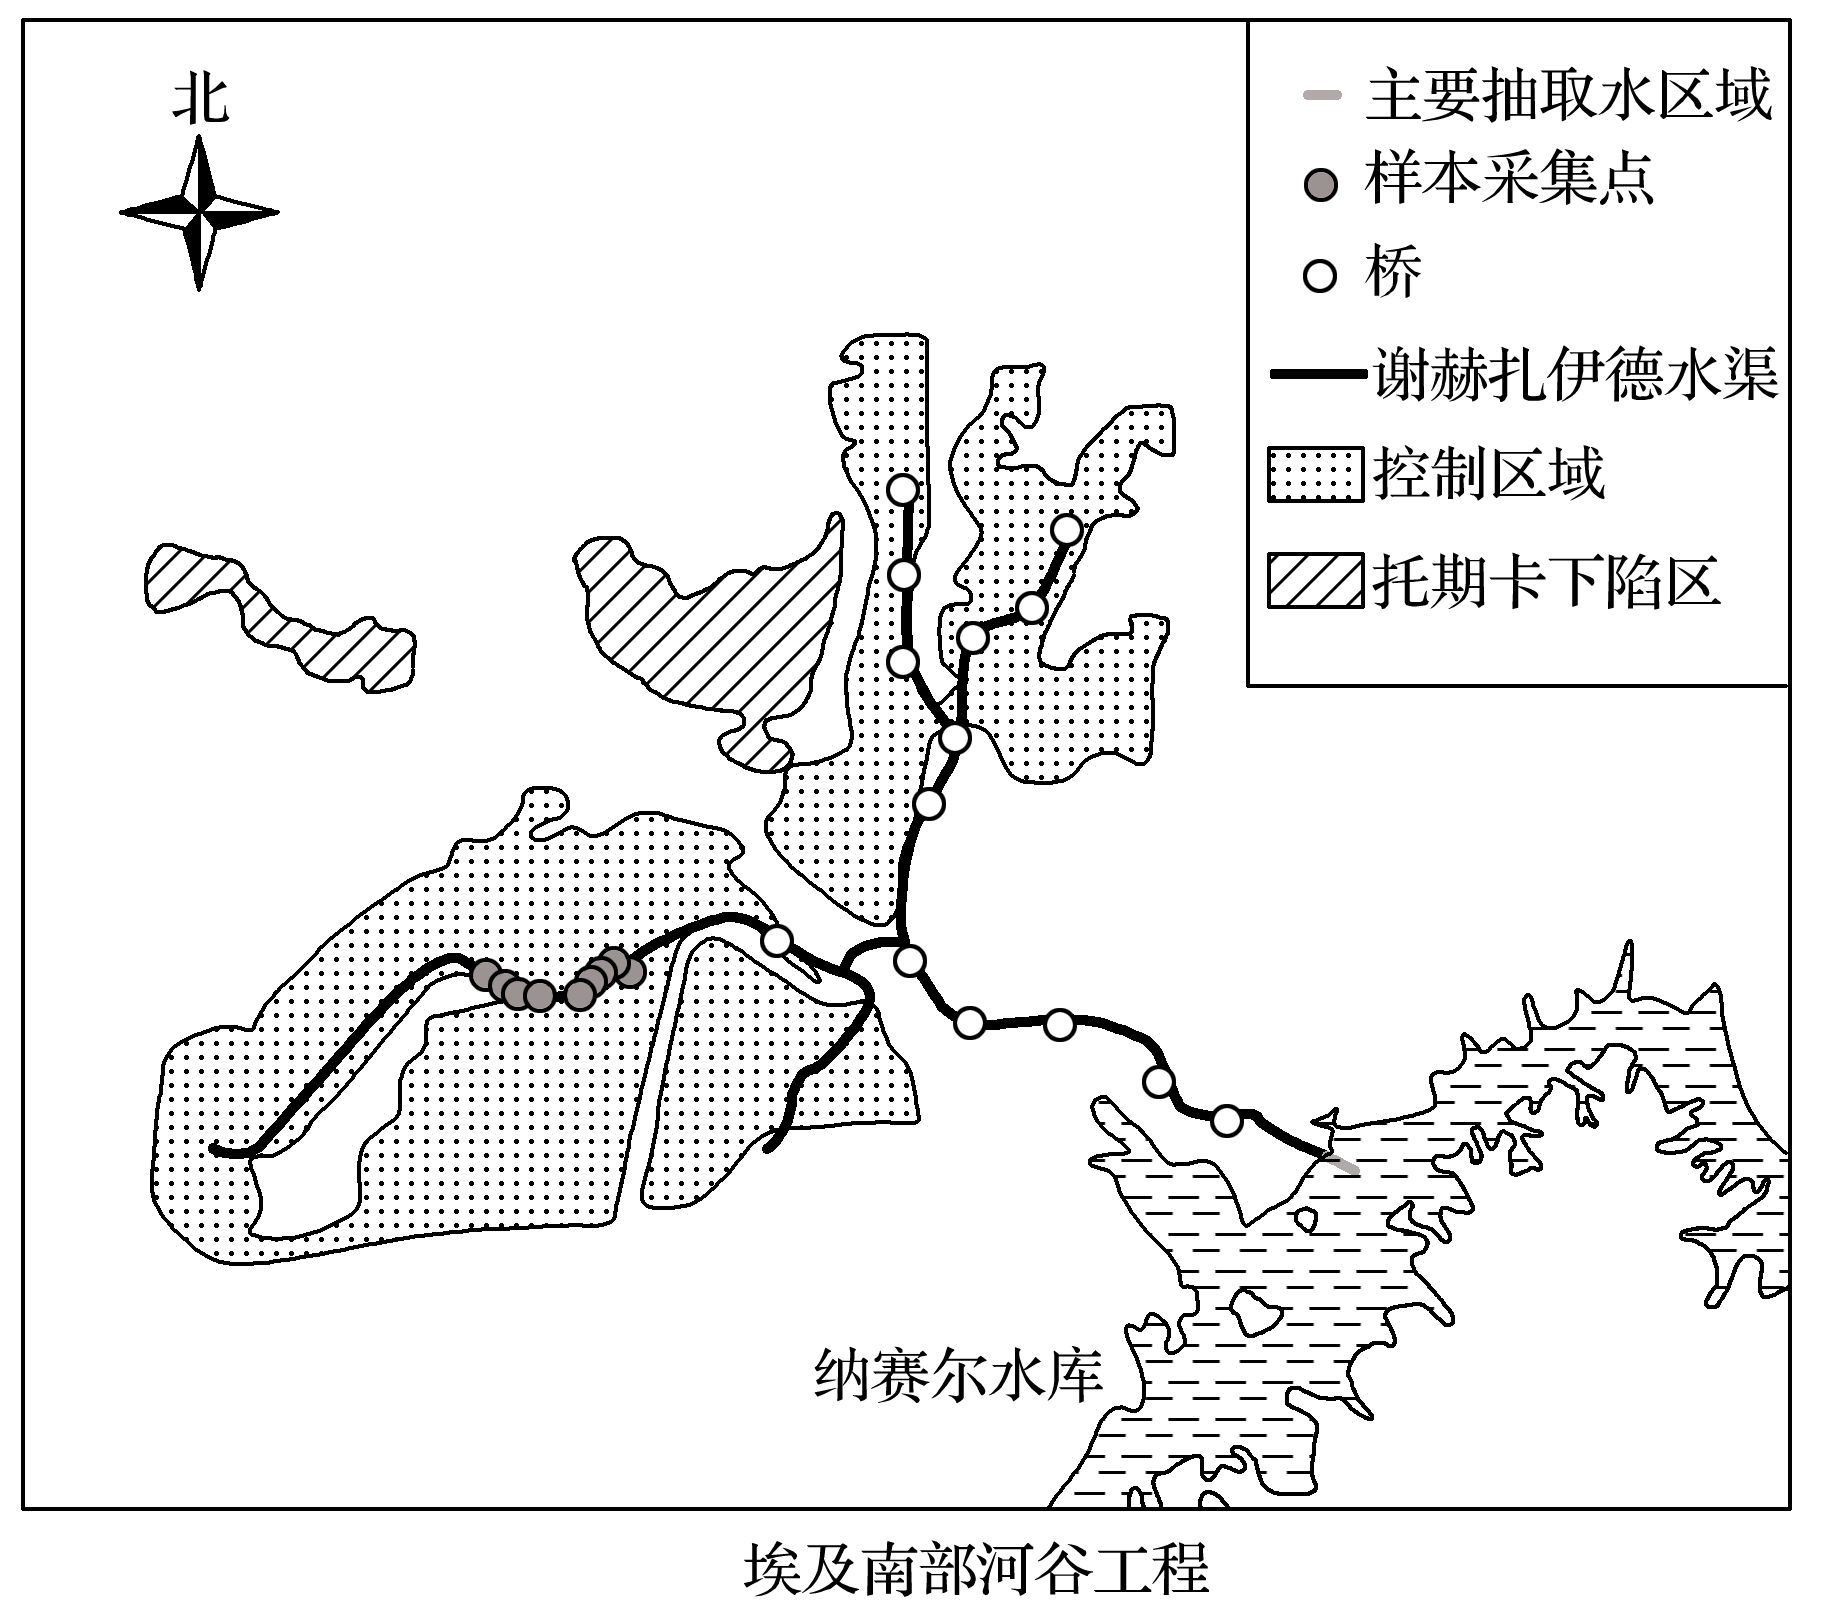 北
主要抽取水区域
样本采集点
桥
谢赫扎伊德水渠
控制区域
托期卡下陷区
纳赛尔水库
埃及南部河谷工程